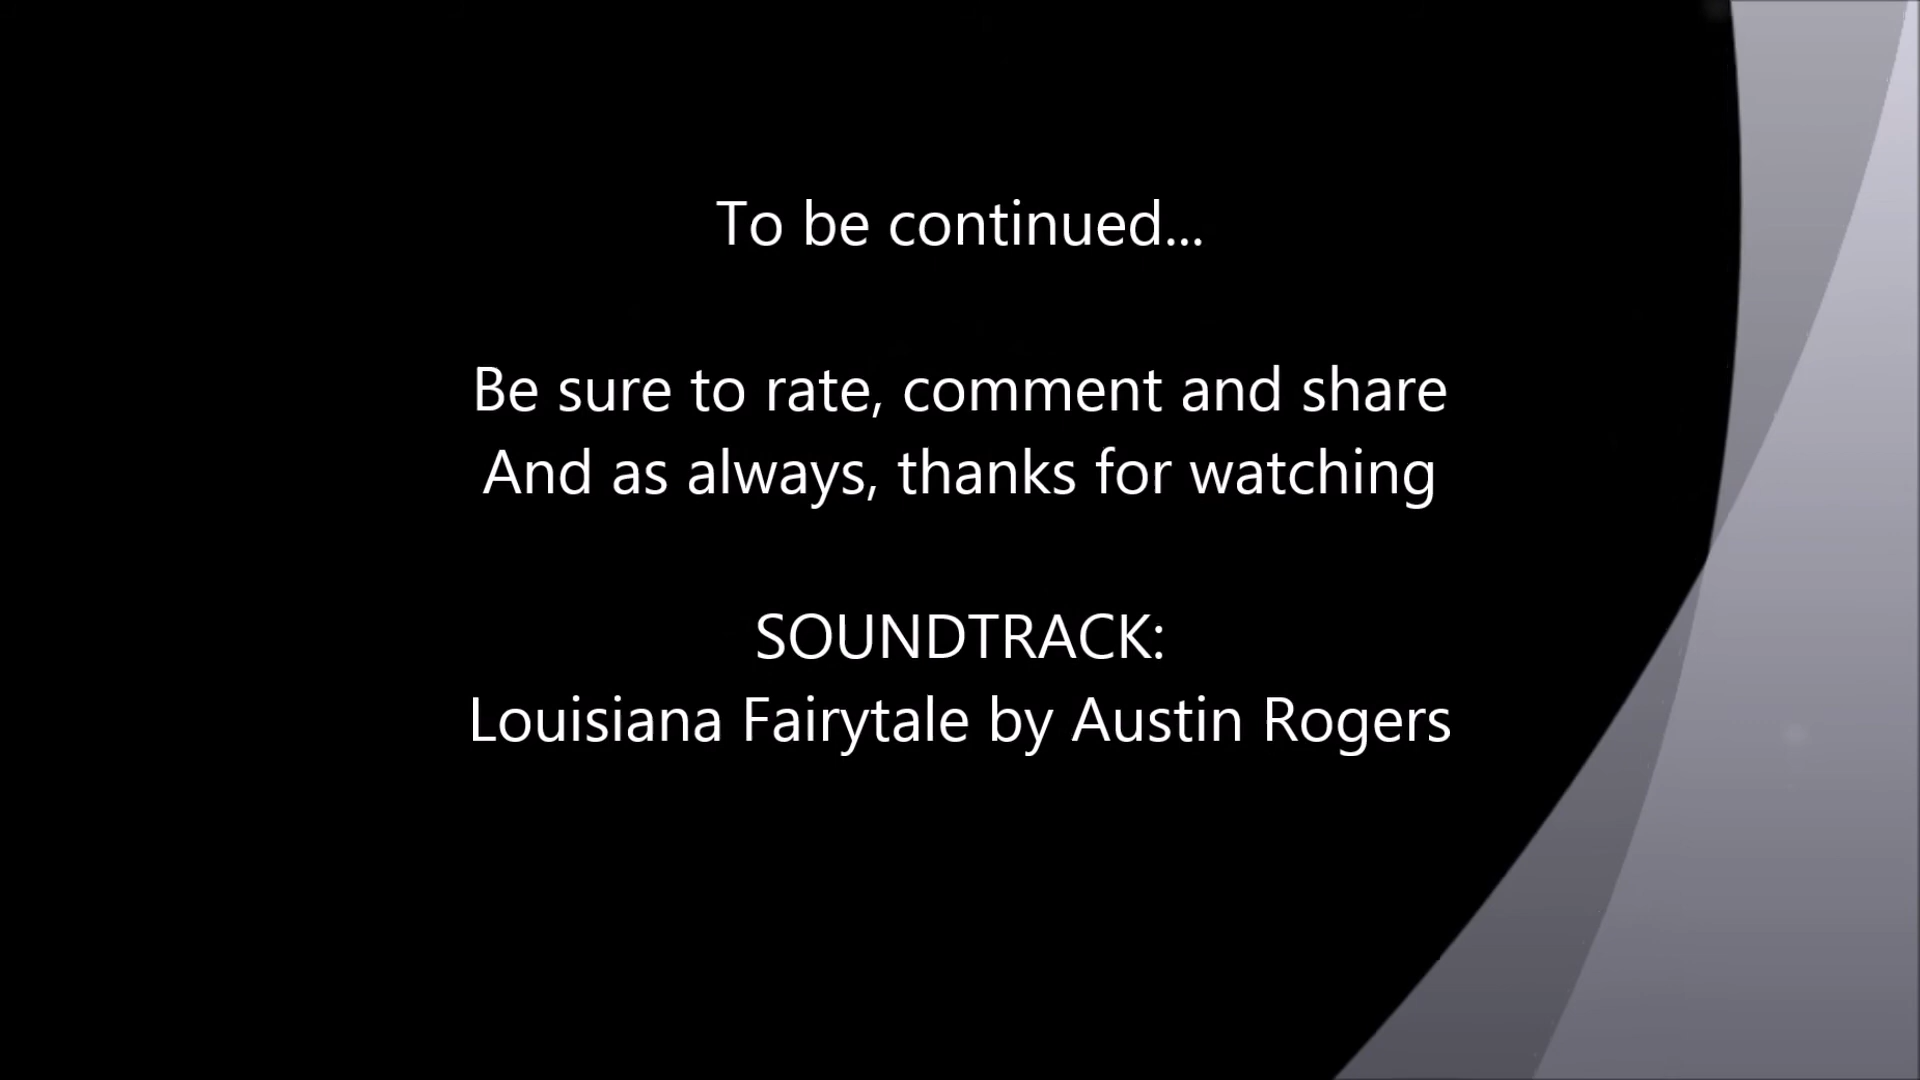 To be continued...
Be sure to rate, comment and share
And as always, thanks for watching
SOUNDTRACK:
Louisiana Fairytale by Austin Rogers